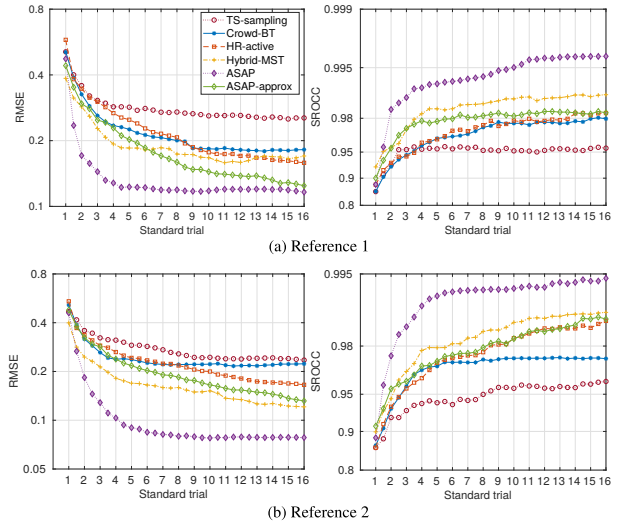 0.8
0.4
0.2
0.1
RMSE
TS-sampling
Crowd-BT
HR-active
Hybrid-MST
ASAP
ASAP-approx
1 2 3 4 5 6 7 8 9 10 11 12 13 14 15 16
Standard trial
0.999
0.995
0.98
0.95
0.9
0.8
SROCC
1 2 3 4 5 6 7 8 9 10 11 12 13 14 15 16
Standard trial
(a) Reference 1
0.8
0.4
0.2
0.1
0.05
RMSE
1 2 3 4 5 6 7 8 9 10 11 12 13 14 15 16
Standard trial
0.995
0.98
0.95
0.9
0.8
SROCC
1 2 3 4 5 6 7 8 9 10 11 12 13 14 15 16
Standard trial
(b) Reference 2